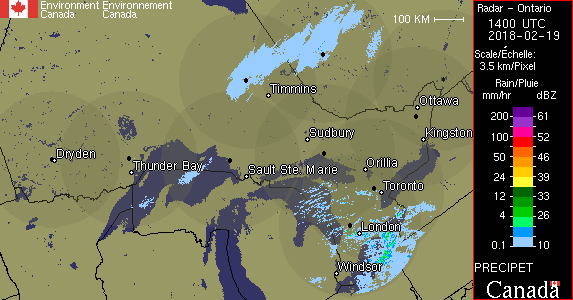 Environment Environnement
Canada Canada
100 KM
Timmins
Ottawa
Sudbury
Kingston
Dryden
Thunder Bay
Sault Ste. Marie
Orillia
Toronto
London
Windsor
Radar - Ontario
1400 UTC
2018-02-19
Scale/Échelle:
3.5 km/Pixel
Rain/Pluie
mm/hr dBZ
200 61
100 52
50 46
24 39
12 33
4 26
0.1 10
PRECIPET
Canada